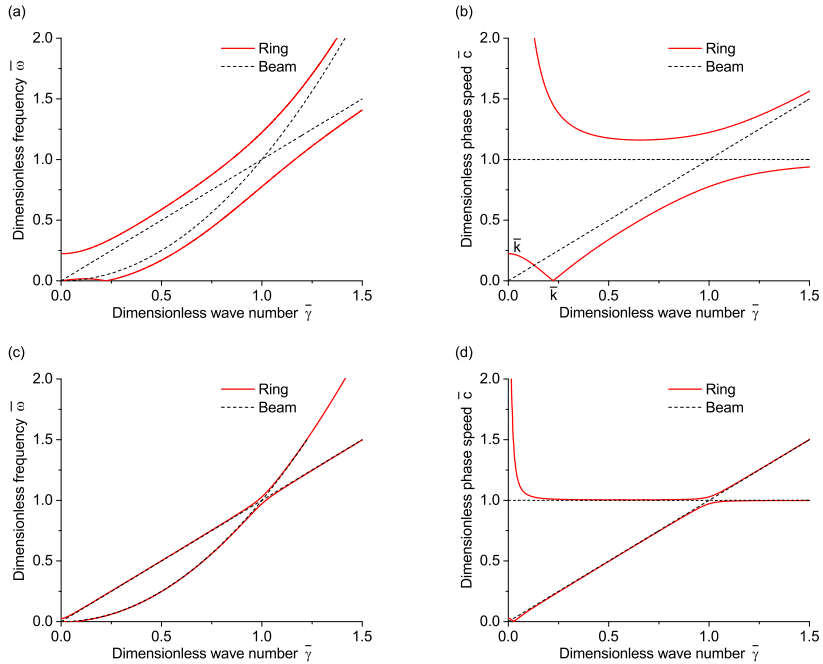 (a)
2.0
1.5
1.0
0.5
0.0
0.0 0.5 1.0 1.5
Dimensionless frequency ω̅
Dimensionless wave number γ̅
Ring
Beam
(b)
2.0
1.5
1.0
0.5
0.0
0.0 0.5 1.0 1.5
Dimensionless phase speed c̅
Dimensionless wave number γ̅
Ring
Beam
k̅
k̅
(c)
2.0
1.5
1.0
0.5
0.0
0.0 0.5 1.0 1.5
Dimensionless frequency ω̅
Dimensionless wave number γ̅
Ring
Beam
(d)
2.0
1.5
1.0
0.5
0.0
0.0 0.5 1.0 1.5
Dimensionless phase speed c̅
Dimensionless wave number γ̅
Ring
Beam